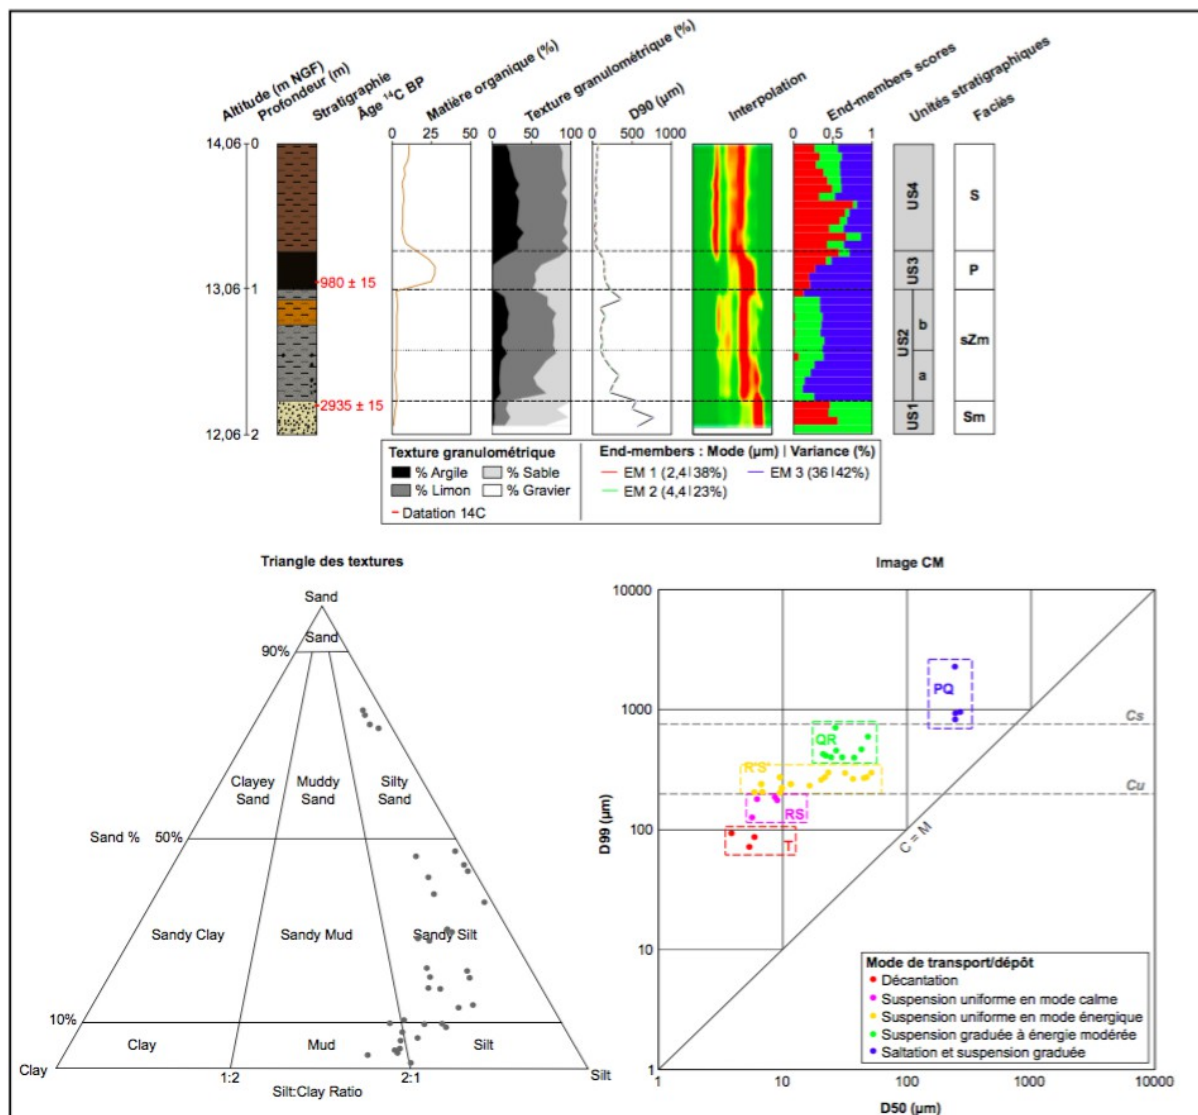 Altitude (m NGF)
Profondeur (m)
Stratigraphie
Âge ¹⁴C BP
Matière organique (%)
Texture granulométrique (%)
D90 (µm)
Interpolation
End-members scores
Unités stratigraphiques
Faciès
0 25 50
0 50 100
0 500 1000
0 0,5 1
14,06 0
US4
S
US3
P
980 ± 15
13,06 1
US2
b
sZm
a
2935 ± 15
US1
Sm
12,06 2
Texture granulométrique
% Argile % Sable
% Limon % Gravier
Datation 14C
End-members : Mode (µm) | Variance (%)
EM 1 (2,4|38%) EM 3 (36|42%)
EM 2 (4,4|23%)
Triangle des textures
Sand
Sand
90%
Clayey Sand
Muddy Sand
Silty Sand
Sand % 50%
Sandy Clay
Sandy Mud
Sandy Silt
10%
Clay
Mud
Silt
Clay
Silt
1:2
2:1
Silt:Clay Ratio
Image CM
10000
1000
100
10
1
D99 (µm)
PQ
Cs
QR
R'S'
Cu
RS
T
C = M
Mode de transport/dépôt
Décantation
Suspension uniforme en mode calme
Suspension uniforme en mode énergique
Suspension graduée à énergie modérée
Saltation et suspension graduée
1 10 100 1000 10000
D50 (µm)